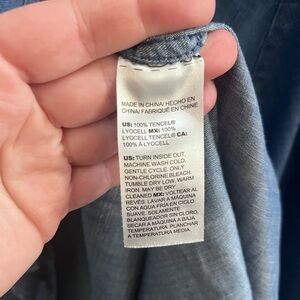 MADE IN CHINA/ HECHO EN
CHINA/ FABRIQUÉ EN CHINE
US: 100% TENCEL®
LYOCELL MX: 100%
TENCEL® LYOCELL CA:
100% À LYOCELL
US: TURN INSIDE OUT.
MACHINE WASH COLD,
GENTLE CYCLE. ONLY
NON-CHLORINE BLEACH.
TUMBLE DRY LOW. WARM
IRON. MAY BE DRY
CLEANED MX: VOLTEAR AL
REVÉS. LAVAR A MÁQUINA
CON AGUA FRÍA EN CICLO
SUAVE. SOLAMENTE
BLANQUEADOR SIN CLORO.
SECAR A MÁQUINA A BAJA
TEMPERATURA. PLANCHAR
A TEMPERATURA MEDIA.